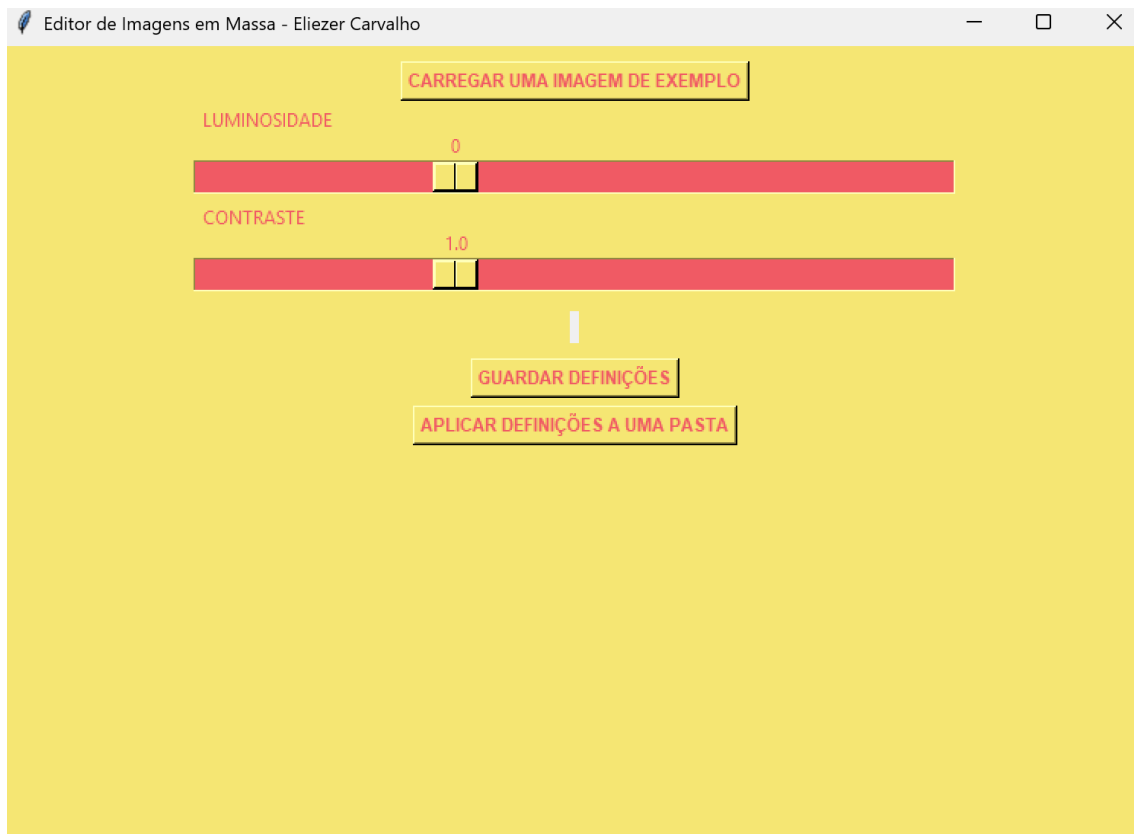 Editor de Imagens em Massa - Eliezer Carvalho
CARREGAR UMA IMAGEM DE EXEMPLO
LUMINOSIDADE
0
CONTRASTE
1.0
GUARDAR DEFINIÇÕES
APLICAR DEFINIÇÕES A UMA PASTA